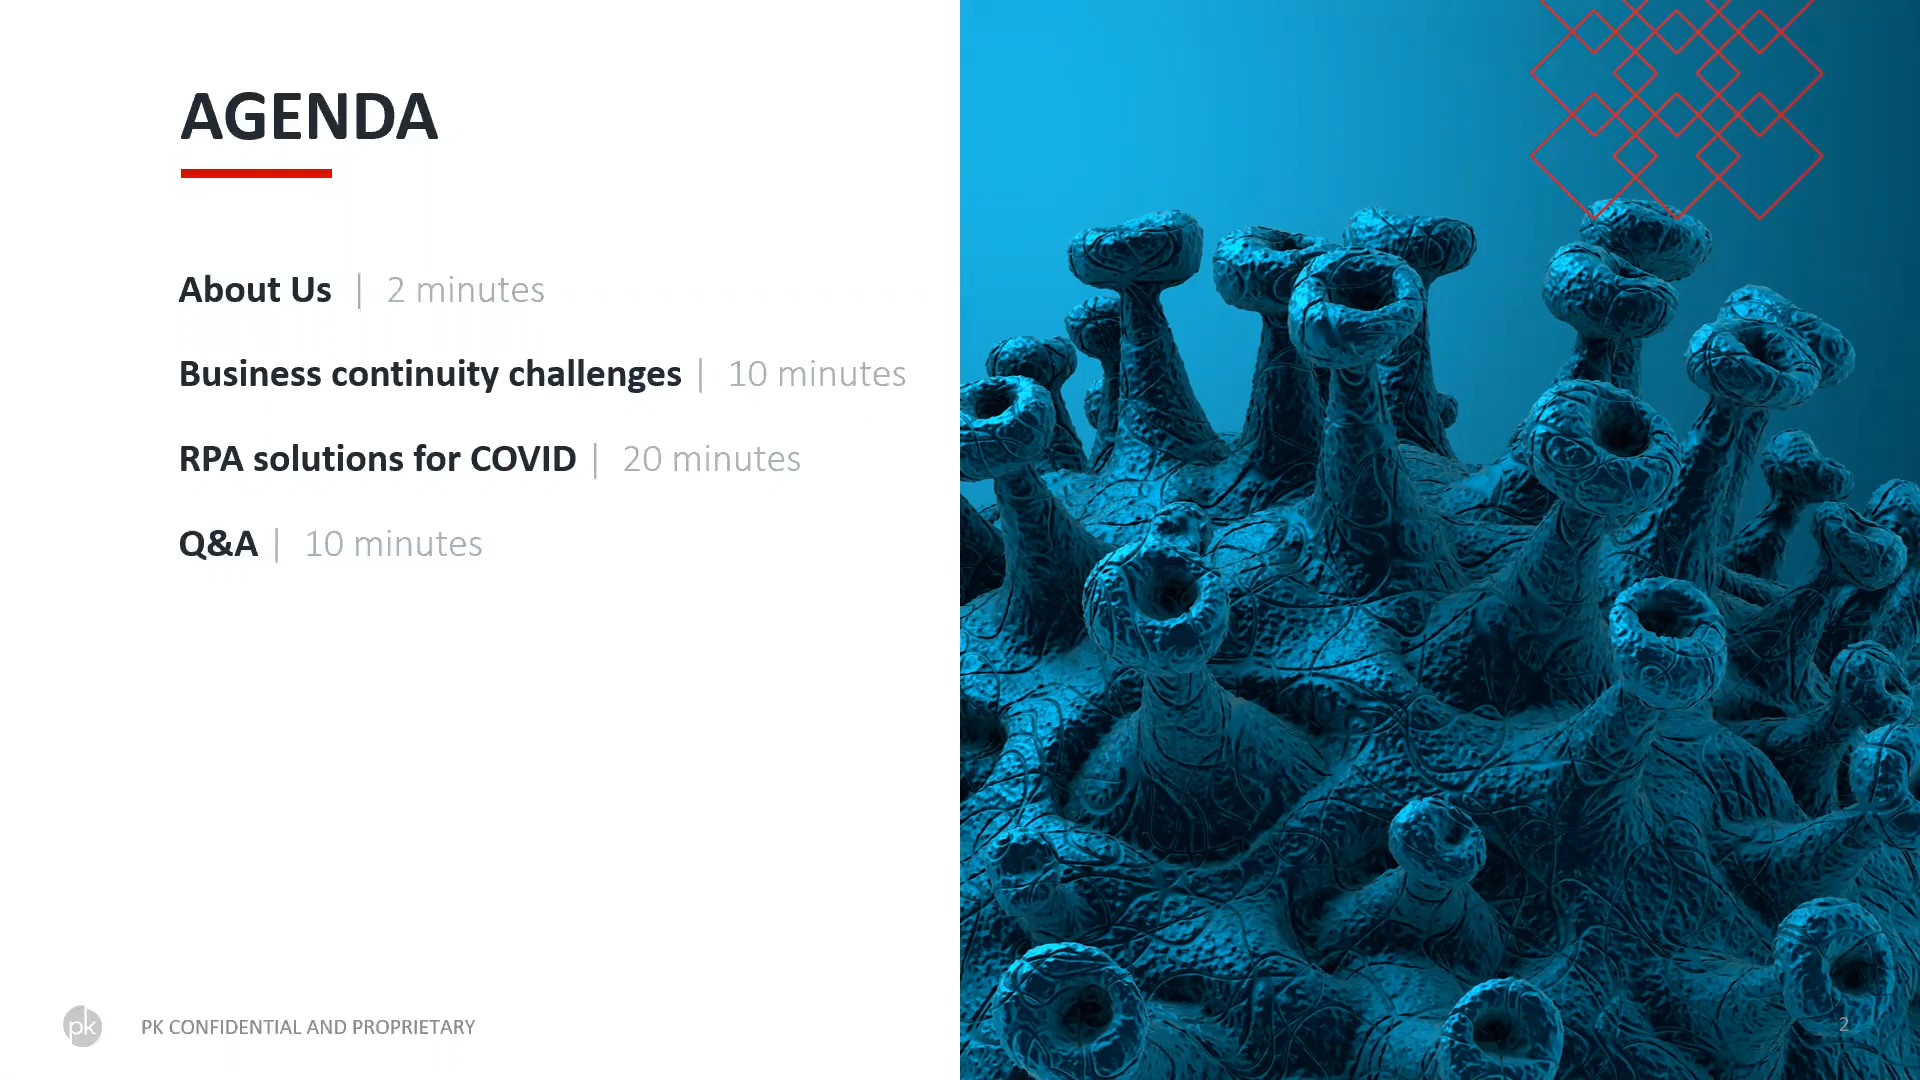 AGENDA
About Us | 2 minutes
Business continuity challenges | 10 minutes
RPA solutions for COVID | 20 minutes
Q&A | 10 minutes
pk PK CONFIDENTIAL AND PROPRIETARY
2